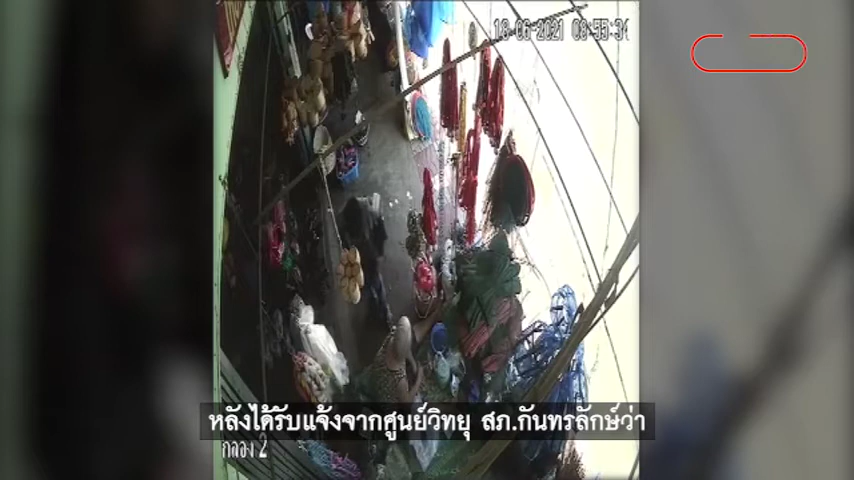 18-06-2021 08:55:34
หลังได้รับแจ้งจากศูนย์วิทยุ สภ.กันทรลักษ์ว่า
กล้อง 2